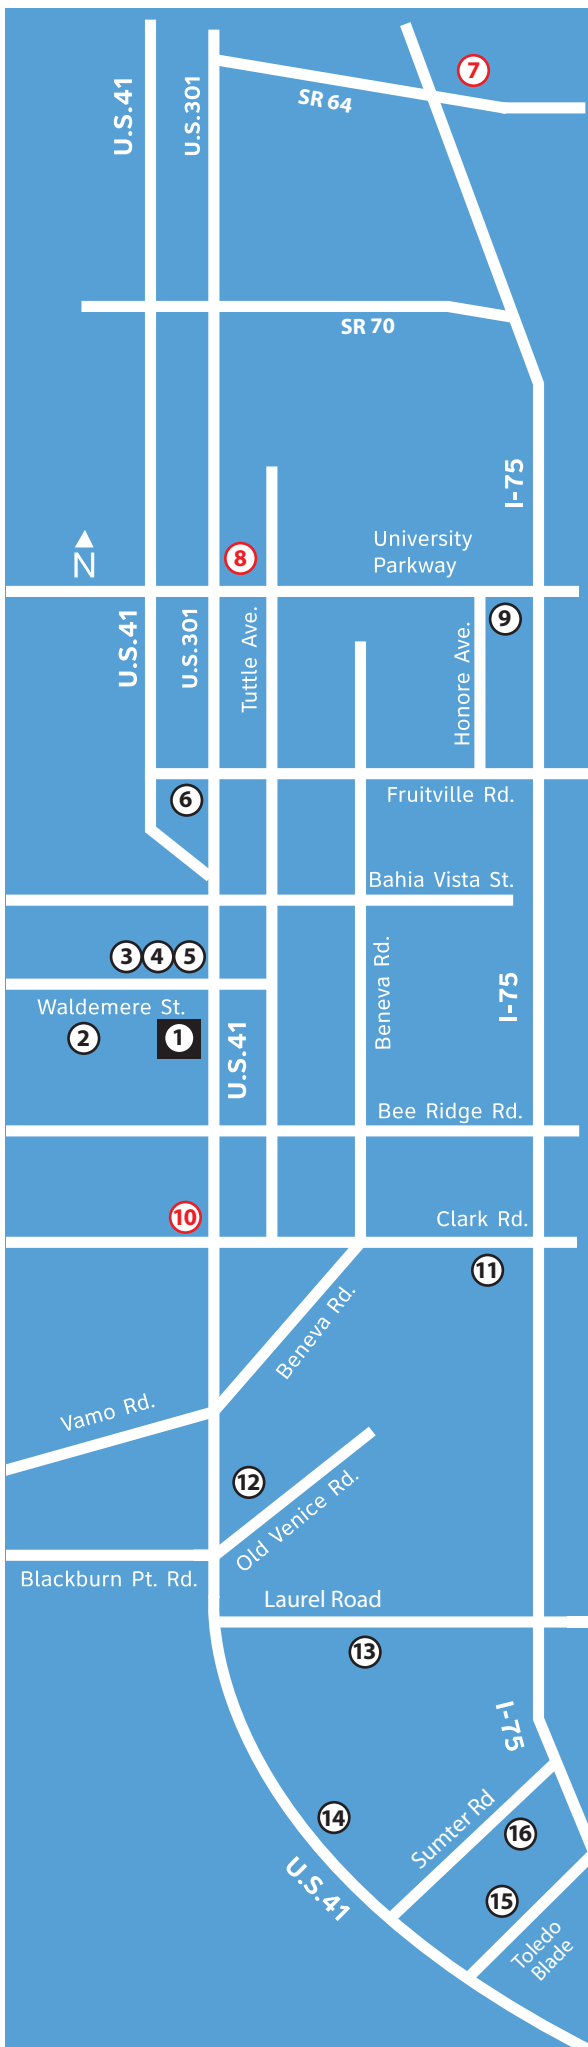 7
SR 64
U.S.41
U.S.301
SR 70
I-75
University
Parkway
N
8
9
U.S.41
U.S.301
Tuttle Ave.
Honore Ave.
6
Fruitville Rd.
Bahia Vista St.
3 4 5
Beneva Rd.
I-75
Waldemere St.
2
1
U.S.41
Bee Ridge Rd.
10
Clark Rd.
11
Beneva Rd.
Vamo Rd.
12
Old Venice Rd.
Blackburn Pt. Rd.
Laurel Road
13
I-75
14
Sumter Rd
16
U.S.41
15
Toledo
Blade